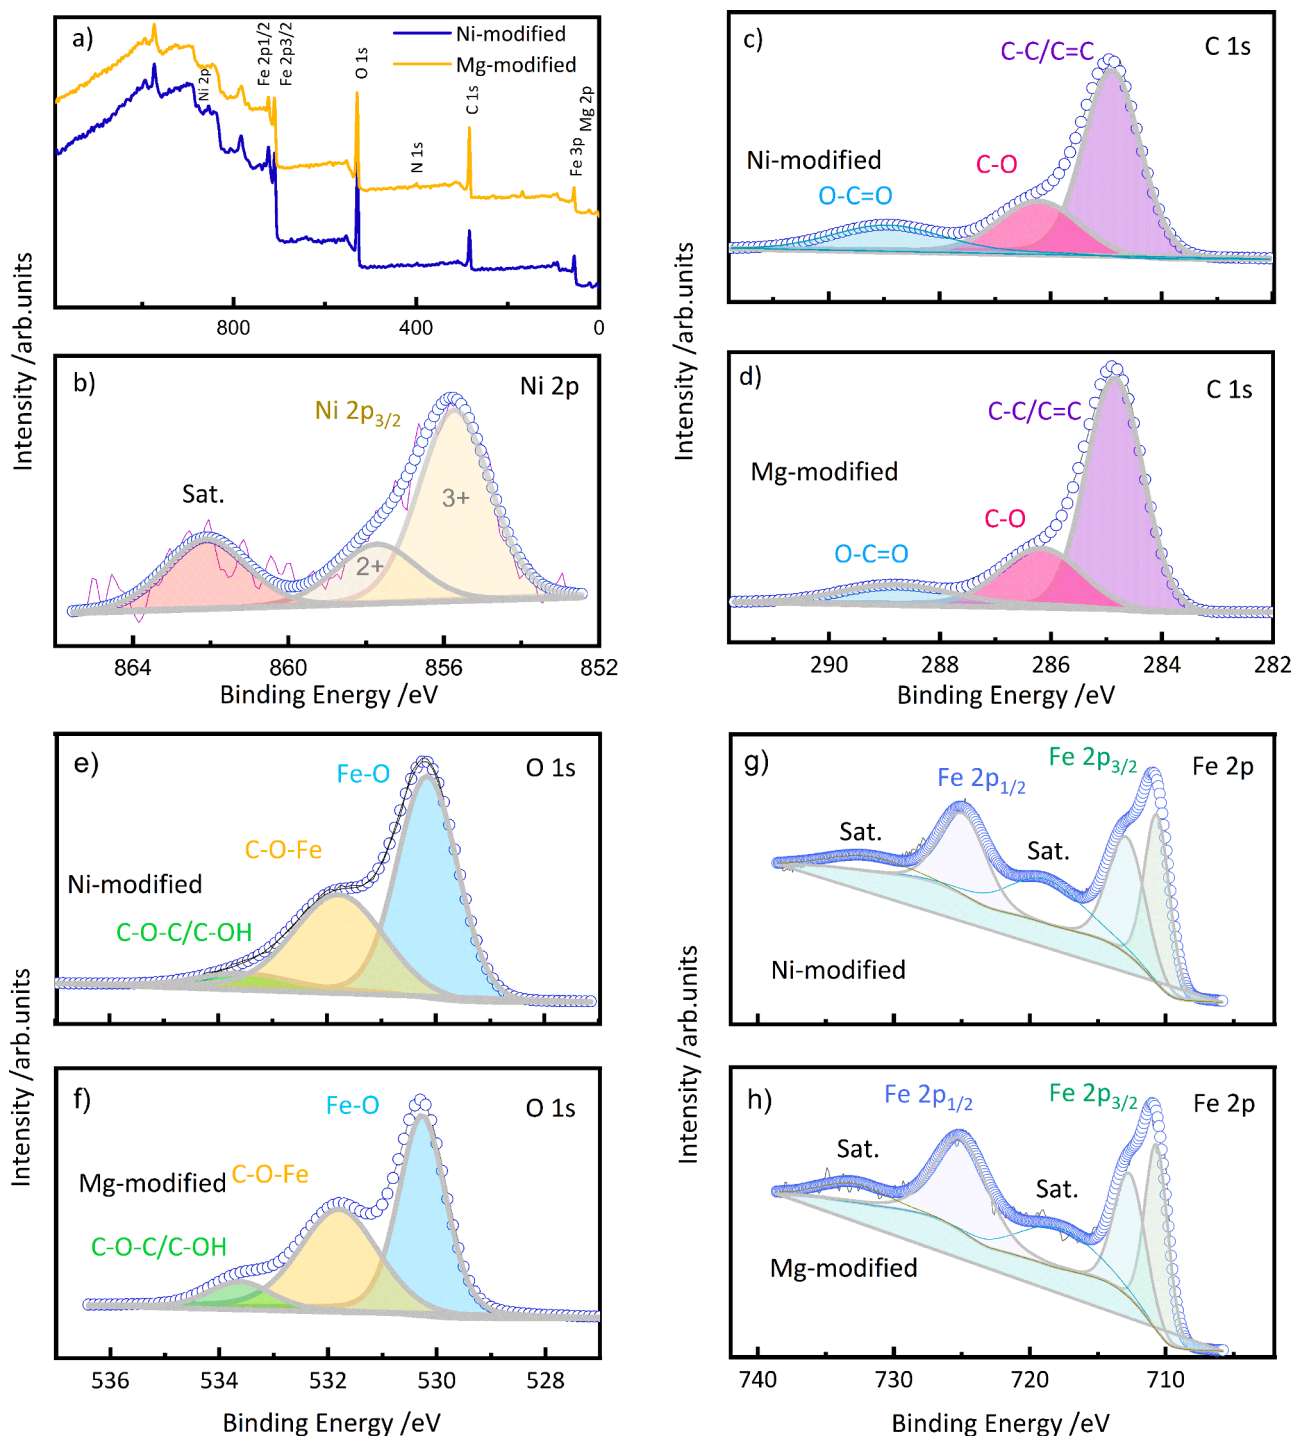 a)
Ni-modified
Mg-modified
Ni 2p
Fe 2p1/2
Fe 2p3/2
O 1s
N 1s
C 1s
Fe 3p
Mg 2p
800
400
0
b)
Ni 2p
Ni 2p3/2
Sat.
3+
2+
864
860
856
852
Binding Energy /eV
Intensity /arb.units
c)
C 1s
C-C/C=C
Ni-modified
C-O
O-C=O
d)
C 1s
C-C/C=C
Mg-modified
C-O
O-C=O
290
288
286
284
282
Binding Energy /eV
Intensity /arb.units
e)
O 1s
Fe-O
C-O-Fe
Ni-modified
C-O-C/C-OH
f)
O 1s
Fe-O
Mg-modified
C-O-Fe
C-O-C/C-OH
536
534
532
530
528
Binding Energy /eV
Intensity /arb.units
g)
Fe 2p3/2
Fe 2p
Fe 2p1/2
Sat.
Sat.
Ni-modified
h)
Fe 2p1/2
Fe 2p3/2
Fe 2p
Sat.
Sat.
Mg-modified
740
730
720
710
Binding Energy /eV
Intensity /arb.units